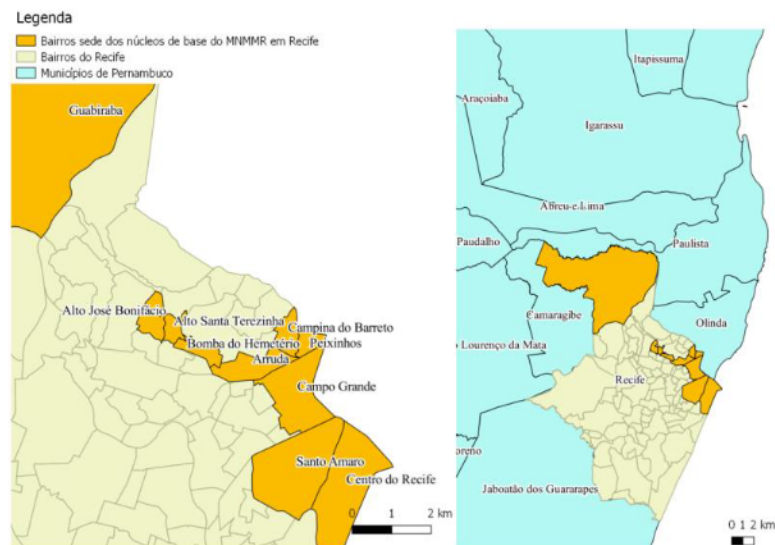 Legenda
Bairros sede dos núcleos de base do MNMMR em Recife
Bairros do Recife
Municípios de Pernambuco
Guabiraba
Alto José Bonifácio
Alto Santa Terezinha
Campina do Barreto
Bomba do Hemetério
Peixinhos
Arruda
Campo Grande
Santo Amaro
Centro do Recife
0 1 2 km
Itapissuma
Araçoiaba
Igarassu
Abreu-e-Lima
Paudalho
Paulista
Camaragibe
Olinda
o Lourenço da Mata
Recife
oreno
Jaboatão dos Guararapes
0 1 2 km